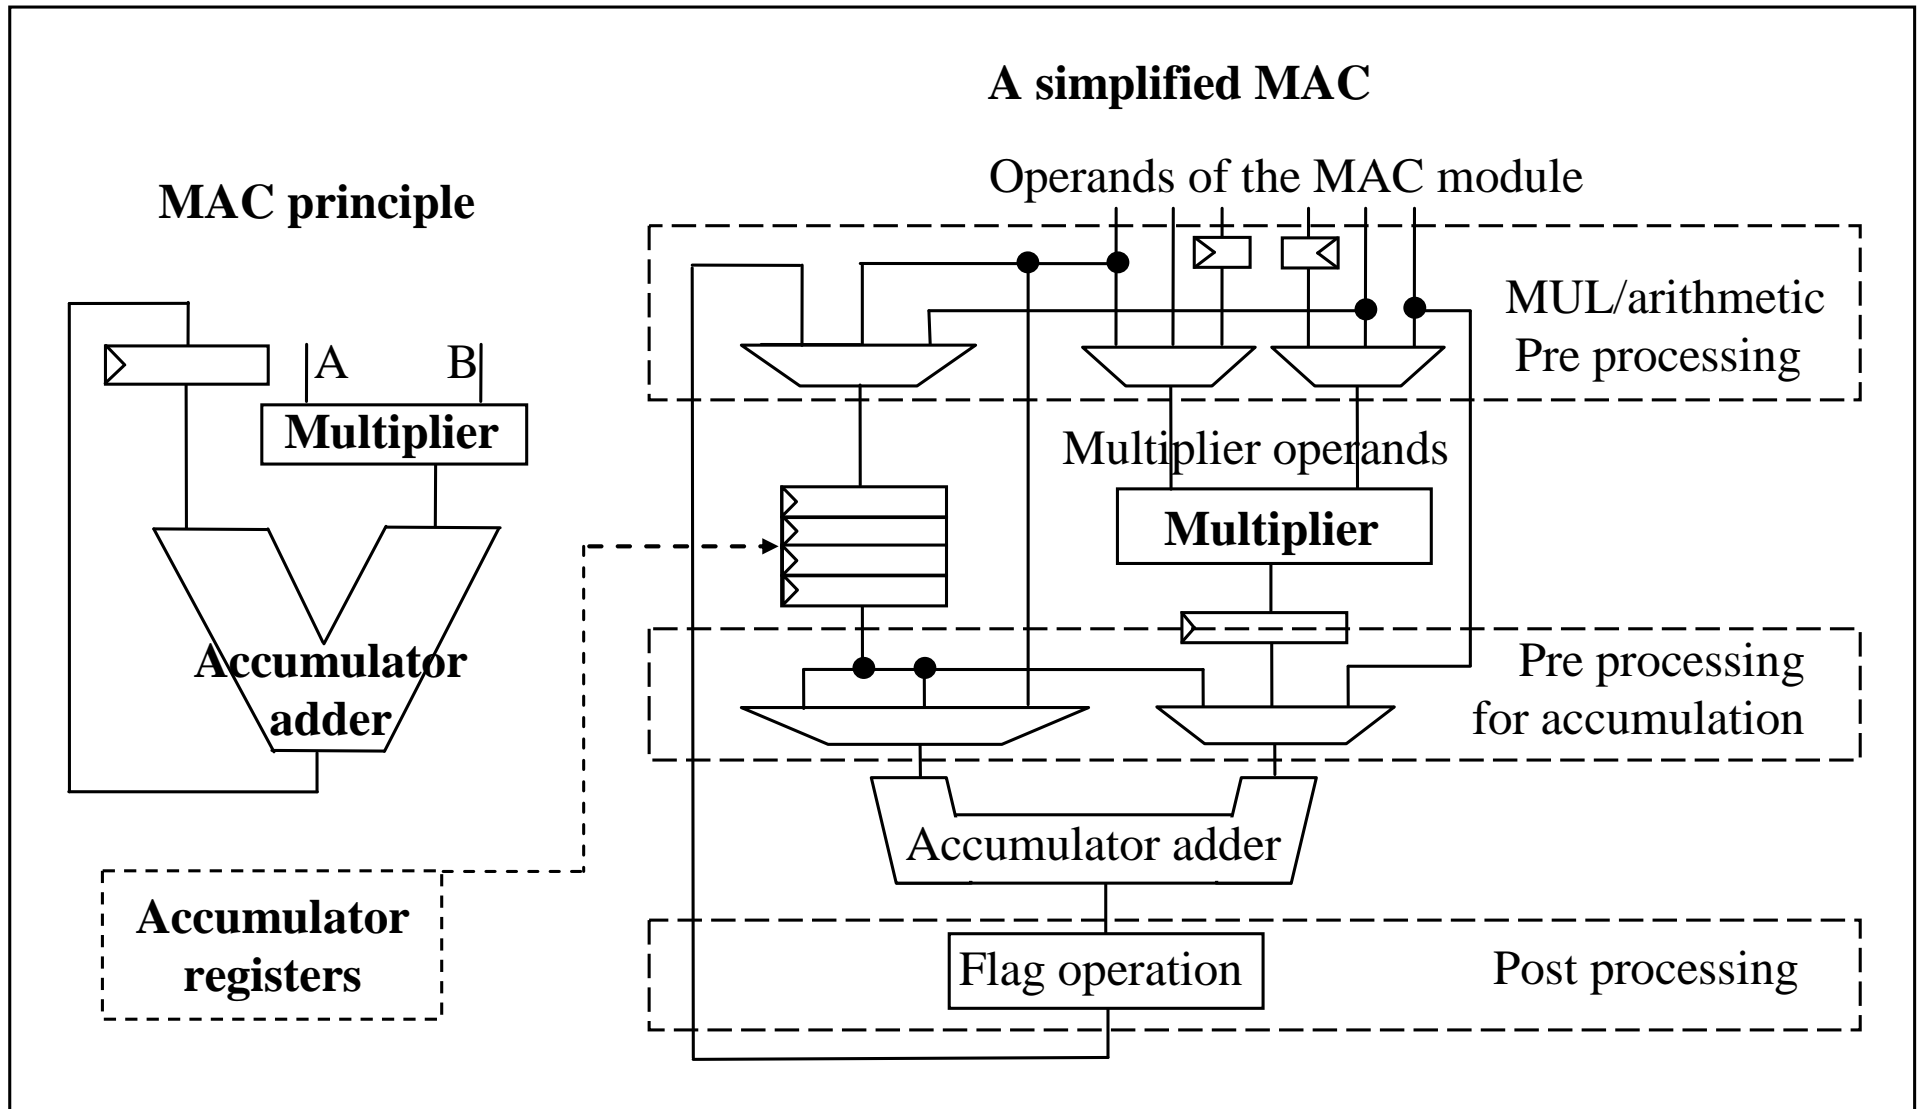 A simplified MAC
MAC principle
Operands of the MAC module
MUL/arithmetic
Pre processing
A
B
Multiplier
Multiplier operands
Multiplier
Accumulator
adder
Pre processing
for accumulation
Accumulator adder
Accumulator
registers
Flag operation
Post processing